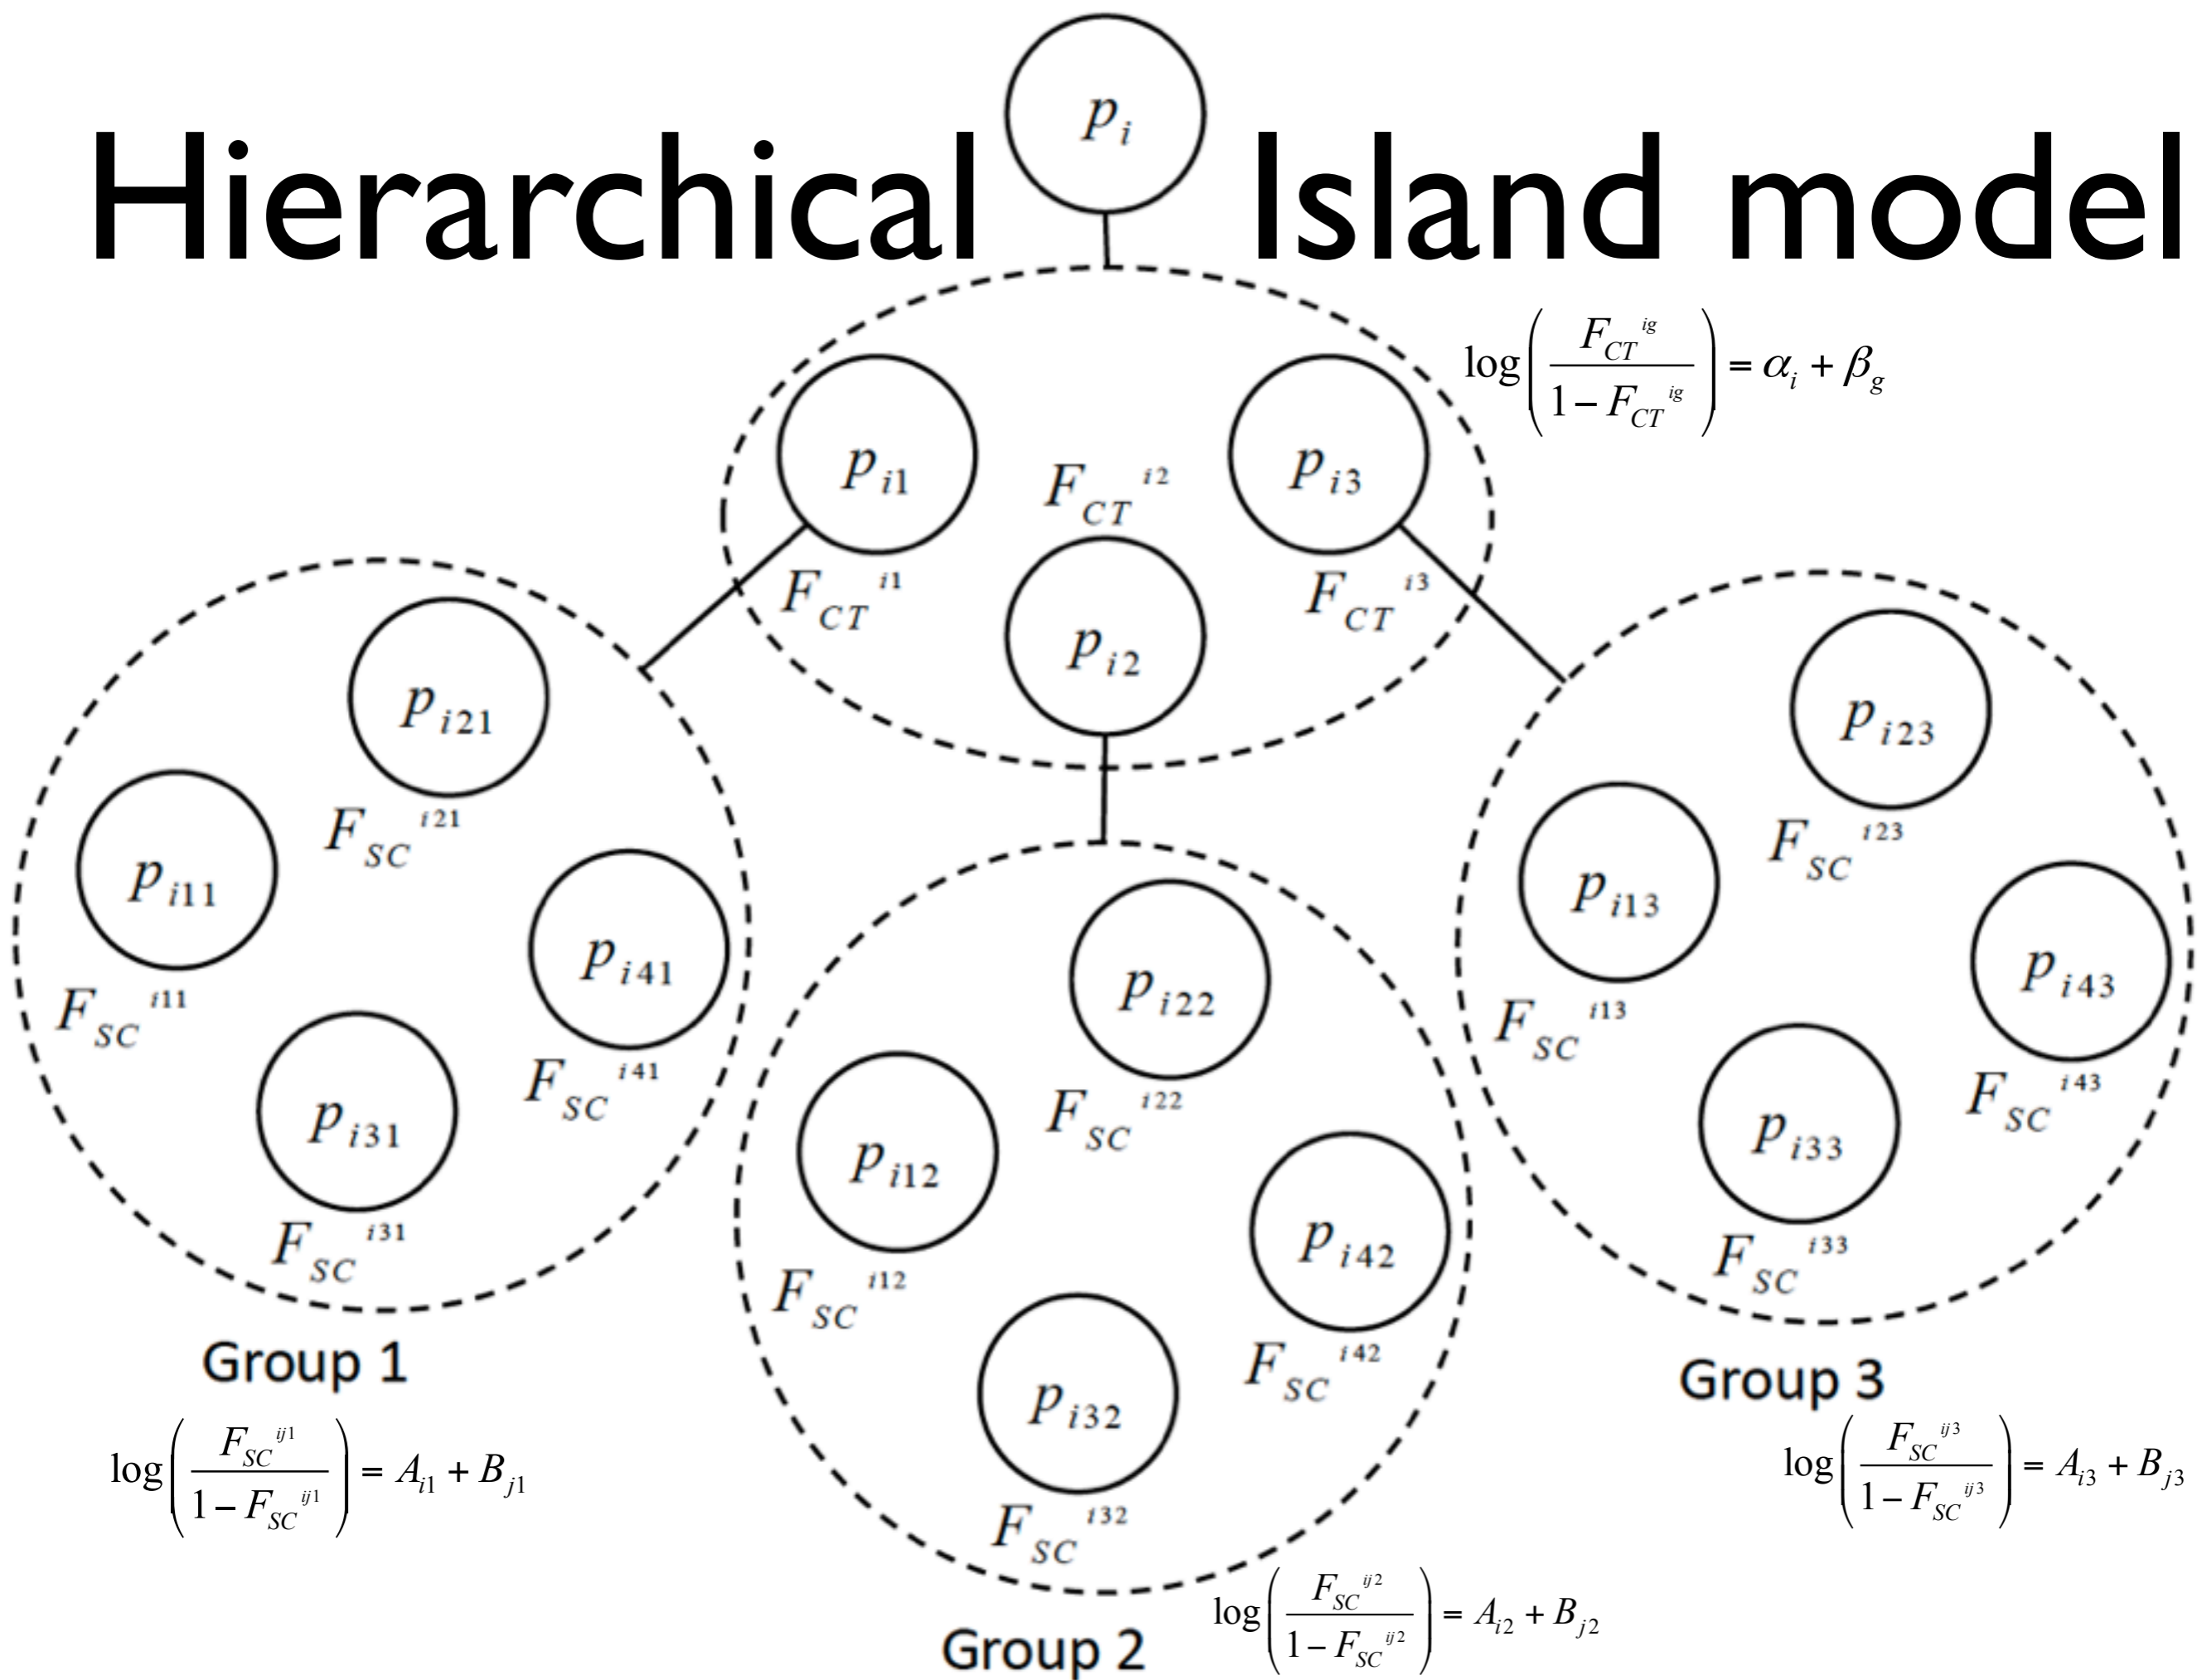 Hierarchical Island model
p_i
log(F_CT^ig / (1 − F_CT^ig)) = α_i + β_g
p_i1
F_CT^i2
p_i3
F_CT^i1
p_i2
F_CT^i3
p_i21
F_SC^i21
p_i11
F_SC^i11
p_i41
F_SC^i41
p_i31
F_SC^i31
Group 1
log(F_SC^ij1 / (1 − F_SC^ij1)) = A_i1 + B_j1
p_i22
F_SC^i22
p_i12
F_SC^i12
p_i42
F_SC^i42
p_i32
F_SC^i32
Group 2
log(F_SC^ij2 / (1 − F_SC^ij2)) = A_i2 + B_j2
p_i23
F_SC^i23
p_i13
F_SC^i13
p_i43
F_SC^i43
p_i33
F_SC^i33
Group 3
log(F_SC^ij3 / (1 − F_SC^ij3)) = A_i3 + B_j3